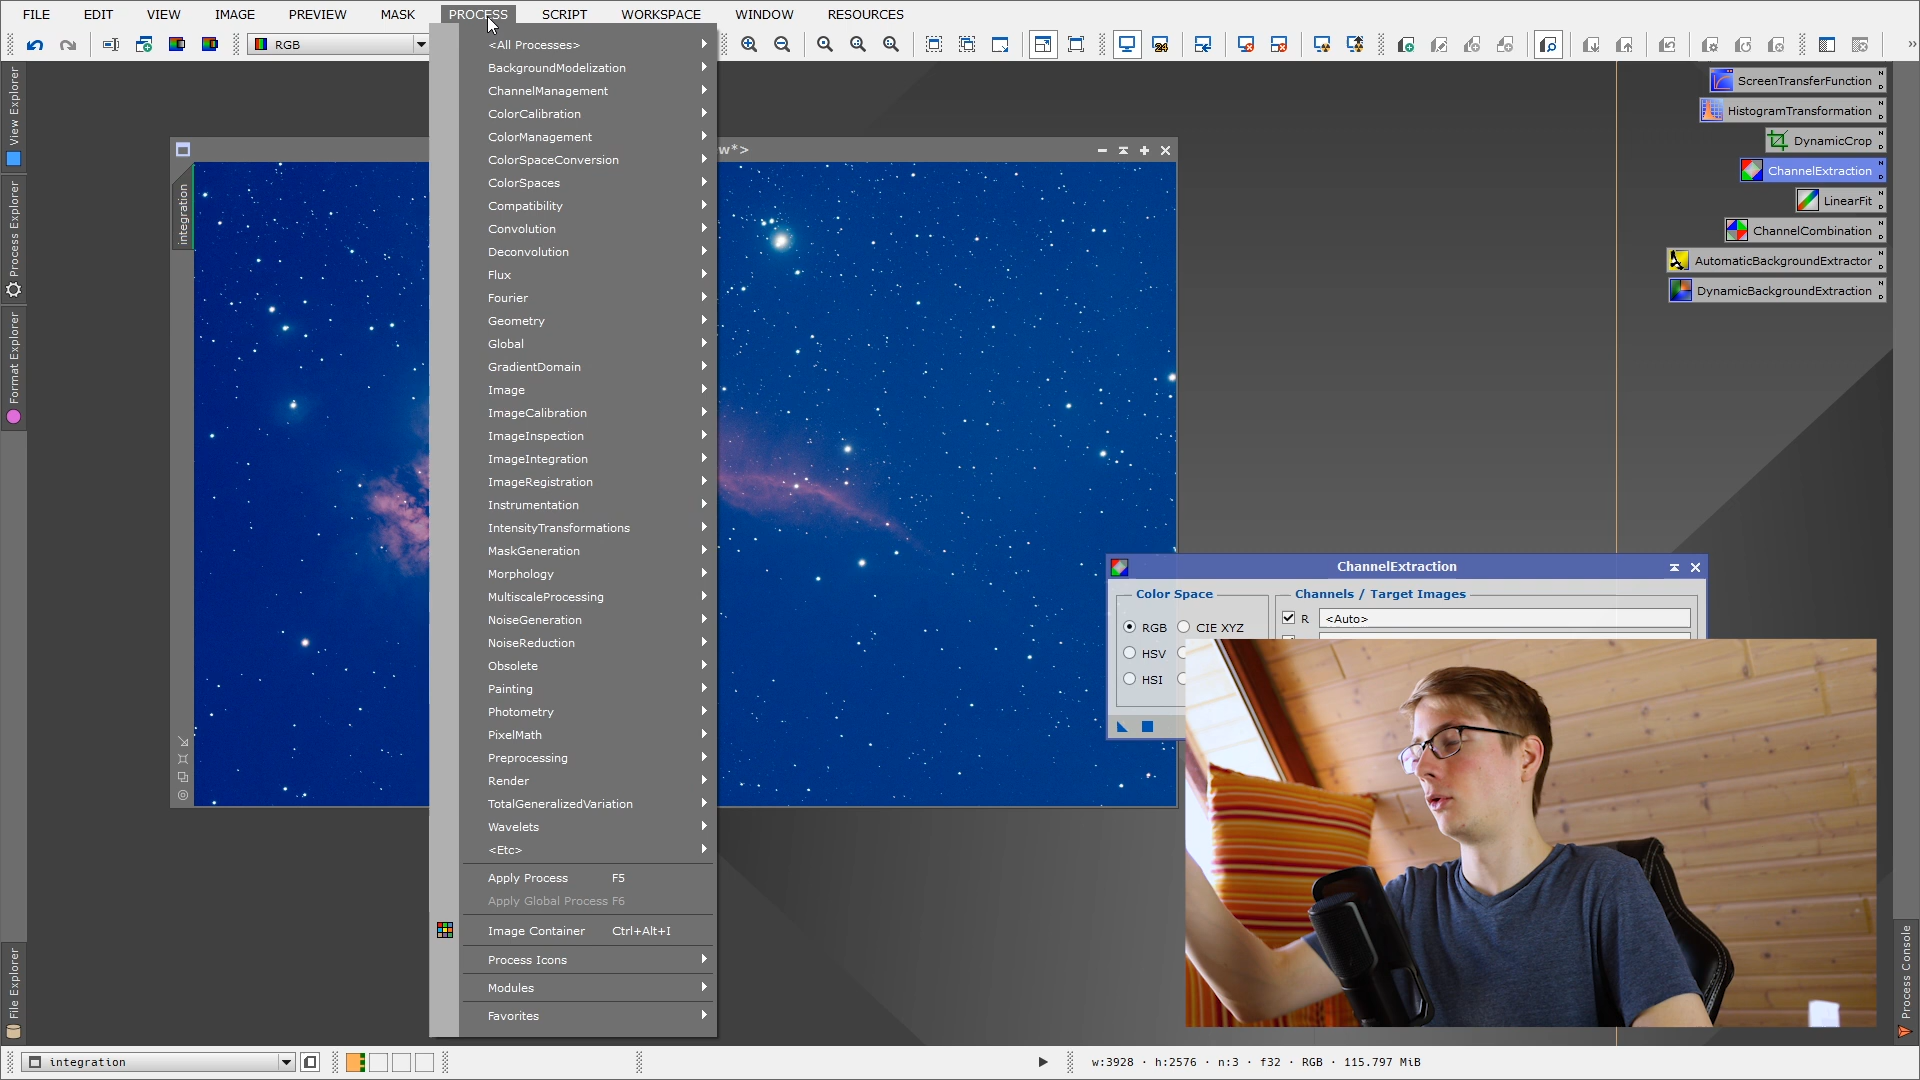 FILE EDIT VIEW IMAGE PREVIEW MASK PROCESS SCRIPT WORKSPACE WINDOW RESOURCES
RGB
24
View Explorer
Process Explorer
Format Explorer
File Explorer
integration
w*>
<All Processes>
BackgroundModelization
ChannelManagement
ColorCalibration
ColorManagement
ColorSpaceConversion
ColorSpaces
Compatibility
Convolution
Deconvolution
Flux
Fourier
Geometry
Global
GradientDomain
Image
ImageCalibration
ImageInspection
ImageIntegration
ImageRegistration
Instrumentation
IntensityTransformations
MaskGeneration
Morphology
MultiscaleProcessing
NoiseGeneration
NoiseReduction
Obsolete
Painting
Photometry
PixelMath
Preprocessing
Render
TotalGeneralizedVariation
Wavelets
<Etc>
Apply Process F5
Apply Global Process F6
Image Container Ctrl+Alt+I
Process Icons
Modules
Favorites
ScreenTransferFunction
HistogramTransformation
DynamicCrop
ChannelExtraction
LinearFit
ChannelCombination
AutomaticBackgroundExtractor
DynamicBackgroundExtraction
ChannelExtraction
Color Space
Channels / Target Images
RGB CIE XYZ
HSV
HSI
R <Auto>
Process Console
integration
w:3928 · h:2576 · n:3 · f32 · RGB · 115.797 MiB